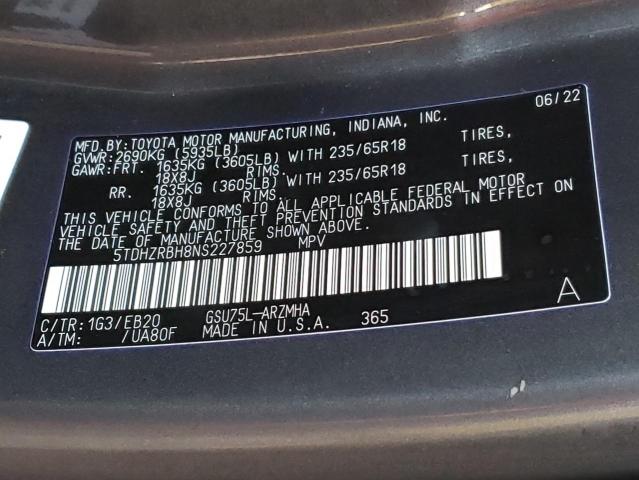 06/22
MFD.BY:TOYOTA MOTOR MANUFACTURING, INDIANA, INC.
GVWR:2690KG (5935LB)
GAWR:FRT. 1635KG (3605LB) WITH 235/65R18 TIRES,
18X8J RIMS.
RR. 1635KG (3605LB) WITH 235/65R18 TIRES,
18X8J RIMS.
THIS VEHICLE CONFORMS TO ALL APPLICABLE FEDERAL MOTOR
VEHICLE SAFETY AND THEFT PREVENTION STANDARDS IN EFFECT ON
THE DATE OF MANUFACTURE SHOWN ABOVE.
5TDHZRBH8NS227859 MPV
C/TR:1G3/EB20 GSU75L-ARZMHA A
A/TM: /UA80F MADE IN U.S.A. 365